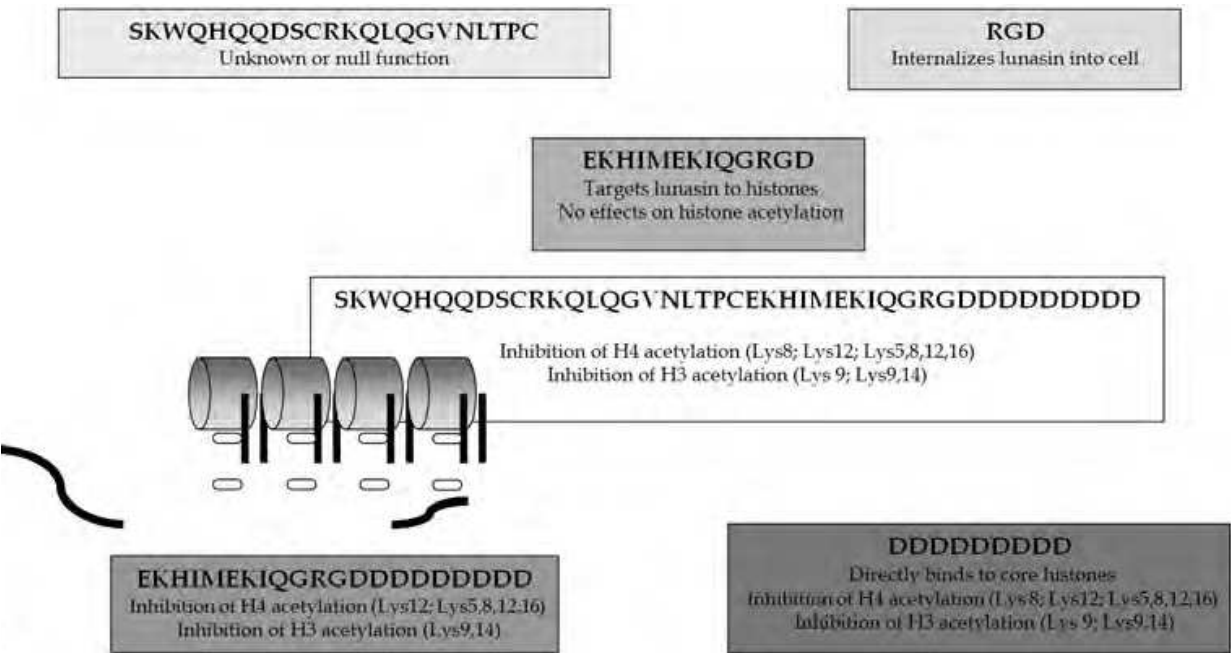 SKWQHQQDSCRKQLQGVNLTPC
Unknown or null function
RGD
Internalizes lunasin into cell
EKHIMEKIQGRGD
Targets lunasin to histones
No effects on histone acetylation
SKWQHQQDSCRKQLQGVNLTPCEKHIMEKIQGRGDDDDDDDDD
Inhibition of H4 acetylation (Lys8; Lys12; Lys5,8,12,16)
Inhibition of H3 acetylation (Lys 9; Lys9,14)
EKHIMEKIQGRGDDDDDDDDD
Inhibition of H4 acetylation (Lys12; Lys5,8,12,16)
Inhibition of H3 acetylation (Lys9,14)
DDDDDDDDD
Directly binds to core histones
Inhibition of H4 acetylation (Lys 8; Lys12; Lys5,8,12,16)
Inhibition of H3 acetylation (Lys 9; Lys9,14)